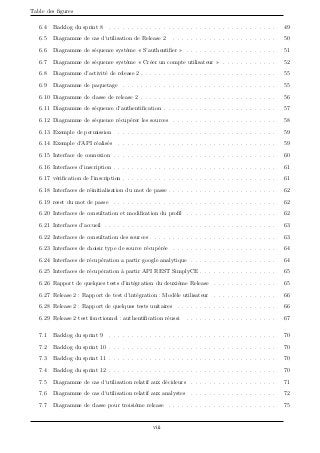 Table des figures
6.4 Backlog du sprint 8 . . . . . . . . . . . . . . . . . . . . 49
6.5 Diagramme de cas d'utilisation de Release 2 . . . . . . . . . . . . . . . . . . . . 50
6.6 Diagramme de séquence système « S'authentifier » . . . . . . . . . . . . . . . . . . . . 51
6.7 Diagramme de séquence système « Créer un compte utilisateur » . . . . . . . . . . . . 52
6.8 Diagramme d'activité de release 2 . . . . . . . . . . . . . . . . . . . . 55
6.9 Diagramme de paquetage . . . . . . . . . . . . . . . . . . . . 55
6.10 Diagramme de classe de release 2 . . . . . . . . . . . . . . . . . . . . 56
6.11 Diagramme de séquence d'authentification . . . . . . . . . . . . . . . . . . . . 57
6.12 Diagramme de séquence récupérer les sources . . . . . . . . . . . . . . . . . . . . 58
6.13 Exemple de permission . . . . . . . . . . . . . . . . . . . . 59
6.14 Exemple d'API réalisés . . . . . . . . . . . . . . . . . . . . 59
6.15 Interface de connexion . . . . . . . . . . . . . . . . . . . . 60
6.16 Interfaces d'inscription . . . . . . . . . . . . . . . . . . . . 61
6.17 vérification de l'inscription . . . . . . . . . . . . . . . . . . . . 61
6.18 Interfaces de réinitialisation du mot de passe . . . . . . . . . . . . . . . . . . . . 62
6.19 reset du mot de passe . . . . . . . . . . . . . . . . . . . . 62
6.20 Interfaces de consultation et modification du profil . . . . . . . . . . . . . . . . . . . . 62
6.21 Interfaces d'accueil . . . . . . . . . . . . . . . . . . . . 63
6.22 Interfaces de consultation des sources . . . . . . . . . . . . . . . . . . . . 63
6.23 Interfaces de choisir type de source récupérée . . . . . . . . . . . . . . . . . . . . 64
6.24 Interfaces de récupération a partir google analytique . . . . . . . . . . . . . . . . . . . . 64
6.25 Interfaces de récupération à partir API REST SimplyCE . . . . . . . . . . . . . . . . . 65
6.26 Rapport de quelques tests d'intégration du deuxième Release . . . . . . . . . . . . . . 65
6.27 Release 2 : Rapport de test d'intégration : Modèle utilisateur . . . . . . . . . . . . . . 66
6.28 Release 2 : Rapport de quelques tests unitaires . . . . . . . . . . . . . . . . . . . . 66
6.29 Release 2 test fonctionnel : authentification réussi . . . . . . . . . . . . . . . . . . . . 67
7.1 Backlog du sprint 9 . . . . . . . . . . . . . . . . . . . . 70
7.2 Backlog du sprint 10 . . . . . . . . . . . . . . . . . . . . 70
7.3 Backlog du sprint 11 . . . . . . . . . . . . . . . . . . . . 70
7.4 Backlog du sprint 12 . . . . . . . . . . . . . . . . . . . . 70
7.5 Diagramme de cas d'utilisation relatif aux décideurs . . . . . . . . . . . . . . . . . . . . 71
7.6 Diagramme de cas d'utilisation relatif aux analystes . . . . . . . . . . . . . . . . . . . . 72
7.7 Diagramme de classe pour troisième release . . . . . . . . . . . . . . . . . . . . 75
viii